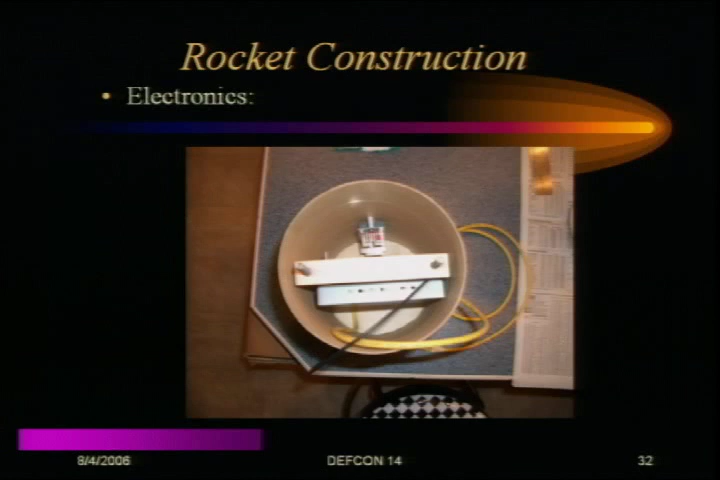 Rocket Construction
• Electronics:
8/4/2006
DEFCON 14
32